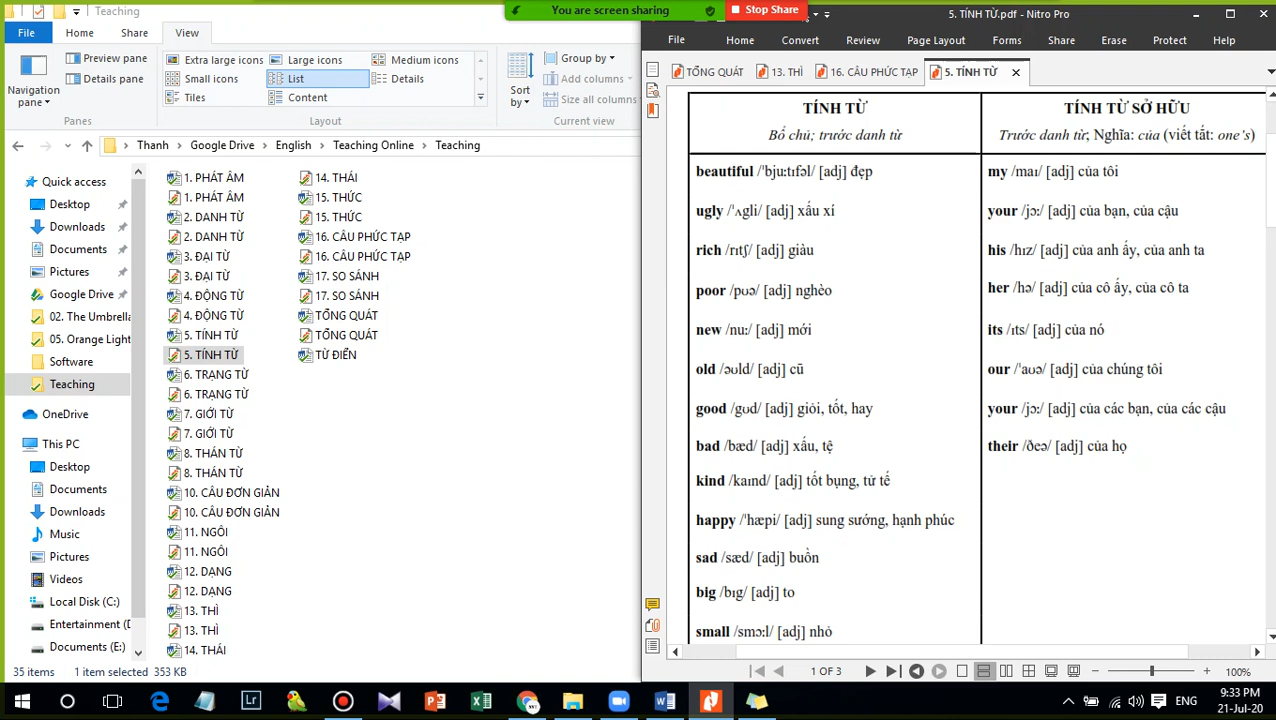 Teaching
You are screen sharing
Stop Share
5. TÍNH TỪ.pdf - Nitro Pro
File Home Share View
File Home Convert Review Page Layout Forms Share Erase Protect Help
Navigation pane
Preview pane
Details pane
Panes
Extra large icons Large icons Medium icons
Small icons List Details
Tiles Content
Layout
Sort by
Group by
Add columns
Size all columns
Current view
TỔNG QUÁT 13. THÌ 16. CÂU PHỨC TẠP 5. TÍNH TỪ
Thanh Google Drive English Teaching Online Teaching
Quick access
Desktop
Downloads
Documents
Pictures
Google Drive
02. The Umbrella
05. Orange Light
Software
Teaching
OneDrive
This PC
Desktop
Documents
Downloads
Music
Pictures
Videos
Local Disk (C:)
Entertainment (D
Documents (E:)
1. PHÁT ÂM
1. PHÁT ÂM
2. DANH TỪ
2. DANH TỪ
3. ĐẠI TỪ
3. ĐẠI TỪ
4. ĐỘNG TỪ
4. ĐỘNG TỪ
5. TÍNH TỪ
5. TÍNH TỪ
6. TRẠNG TỪ
6. TRẠNG TỪ
7. GIỚI TỪ
7. GIỚI TỪ
8. THÁN TỪ
8. THÁN TỪ
10. CÂU ĐƠN GIẢN
10. CÂU ĐƠN GIẢN
11. NGÔI
11. NGÔI
12. DẠNG
12. DẠNG
13. THÌ
13. THÌ
14. THÁI
14. THÁI
15. THỨC
15. THỨC
16. CÂU PHỨC TẠP
16. CÂU PHỨC TẠP
17. SO SÁNH
17. SO SÁNH
TỔNG QUÁT
TỔNG QUÁT
TỪ ĐIỂN
35 items 1 item selected 353 KB
TÍNH TỪ
Bổ chủ; trước danh từ
beautiful /ˈbjuːtɪfəl/ [adj] đẹp
ugly /ˈʌgli/ [adj] xấu xí
rich /rɪtʃ/ [adj] giàu
poor /pʊə/ [adj] nghèo
new /nuː/ [adj] mới
old /əʊld/ [adj] cũ
good /gʊd/ [adj] giỏi, tốt, hay
bad /bæd/ [adj] xấu, tệ
kind /kaɪnd/ [adj] tốt bụng, tử tế
happy /ˈhæpi/ [adj] sung sướng, hạnh phúc
sad /sæd/ [adj] buồn
big /bɪg/ [adj] to
small /smɔːl/ [adj] nhỏ
TÍNH TỪ SỞ HỮU
Trước danh từ; Nghĩa: của (viết tắt: one’s)
my /maɪ/ [adj] của tôi
your /jɔː/ [adj] của bạn, của cậu
his /hɪz/ [adj] của anh ấy, của anh ta
her /hə/ [adj] của cô ấy, của cô ta
its /ɪts/ [adj] của nó
our /ˈaʊə/ [adj] của chúng tôi
your /jɔː/ [adj] của các bạn, của các cậu
their /ðeə/ [adj] của họ
1 OF 3
100%
ENG
9:33 PM
21-Jul-20